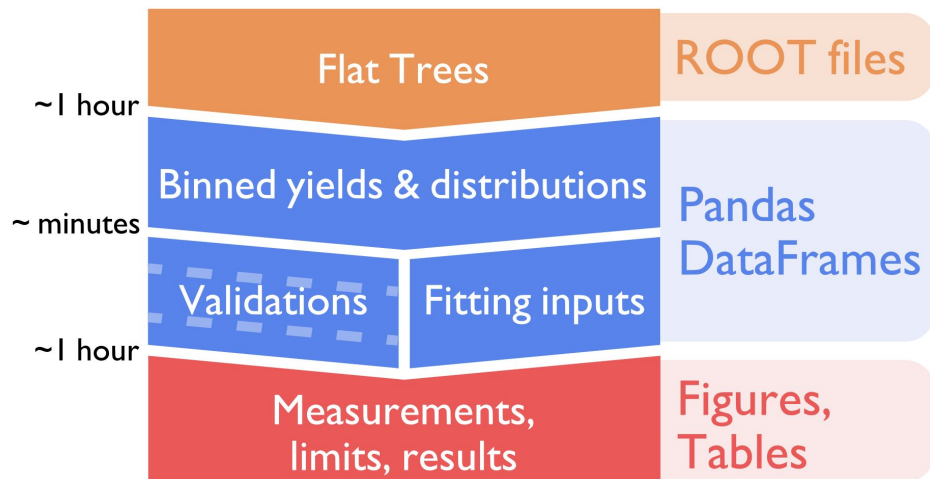 Flat Trees
ROOT files
~1 hour
Binned yields & distributions
Pandas
DataFrames
~ minutes
Validations
Fitting inputs
~1 hour
Measurements,
limits, results
Figures,
Tables